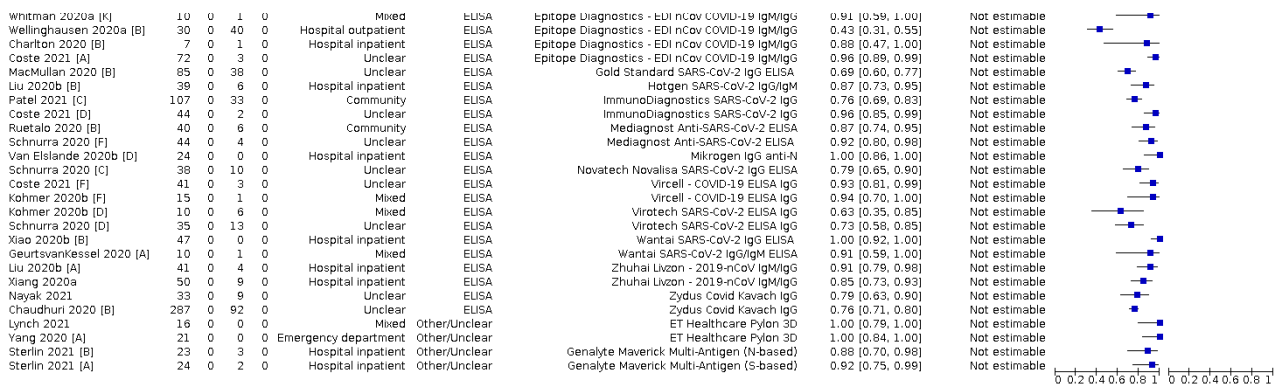 Whitman 2020a [K] 10 0 1 0 Mixed ELISA Epitope Diagnostics - EDI nCoV COVID-19 IgM/IgG 0.91 [0.59, 1.00] Not estimable
Wellinghausen 2020a [B] 30 0 40 0 Hospital outpatient ELISA Epitope Diagnostics - EDI nCov COVID-19 IgM/IgG 0.43 [0.31, 0.55] Not estimable
Charlton 2020 [B] 7 0 1 0 Hospital inpatient ELISA Epitope Diagnostics - EDI nCov COVID-19 IgM/IgG 0.88 [0.47, 1.00] Not estimable
Coste 2021 [A] 72 0 3 0 Unclear ELISA Epitope Diagnostics - EDI nCov COVID-19 IgM/IgG 0.96 [0.89, 0.99] Not estimable
MacMullan 2020 [B] 85 0 38 0 Unclear ELISA Gold Standard SARS-CoV-2 IgG ELISA 0.69 [0.60, 0.77] Not estimable
Liu 2020b [B] 39 0 6 0 Hospital inpatient ELISA Hotgen SARS-CoV-2 IgG/IgM 0.87 [0.73, 0.95] Not estimable
Patel 2021 [C] 107 0 33 0 Community ELISA ImmunoDiagnostics SARS-CoV-2 IgG 0.76 [0.69, 0.83] Not estimable
Coste 2021 [D] 44 0 2 0 Unclear ELISA ImmunoDiagnostics SARS-CoV-2 IgG 0.96 [0.85, 0.99] Not estimable
Ruetalo 2020 [B] 40 0 6 0 Community ELISA Mediagnost Anti-SARS-CoV-2 ELISA 0.87 [0.74, 0.95] Not estimable
Schnurra 2020 [F] 44 0 4 0 Unclear ELISA Mediagnost Anti-SARS-CoV-2 ELISA 0.92 [0.80, 0.98] Not estimable
Van Elslande 2020b [D] 24 0 0 0 Hospital inpatient ELISA Mikrogen IgG anti-N 1.00 [0.86, 1.00] Not estimable
Schnurra 2020 [C] 38 0 10 0 Unclear ELISA Novatech Novalisa SARS-CoV-2 IgG ELISA 0.79 [0.65, 0.90] Not estimable
Coste 2021 [F] 41 0 3 0 Unclear ELISA Vircell - COVID-19 ELISA IgG 0.93 [0.81, 0.99] Not estimable
Kohmer 2020b [F] 15 0 1 0 Mixed ELISA Vircell - COVID-19 ELISA IgG 0.94 [0.70, 1.00] Not estimable
Kohmer 2020b [D] 10 0 6 0 Mixed ELISA Virotech SARS-CoV-2 ELISA IgG 0.63 [0.35, 0.85] Not estimable
Schnurra 2020 [D] 35 0 13 0 Unclear ELISA Virotech SARS-CoV-2 ELISA IgG 0.73 [0.58, 0.85] Not estimable
Xiao 2020b [B] 47 0 0 0 Hospital inpatient ELISA Wantai SARS-CoV-2 IgG ELISA 1.00 [0.92, 1.00] Not estimable
GeurtsvanKessel 2020 [A] 10 0 1 0 Mixed ELISA Wantai SARS-CoV-2 IgG/IgM ELISA 0.91 [0.59, 1.00] Not estimable
Liu 2020b [A] 41 0 4 0 Hospital inpatient ELISA Zhuhai Livzon - 2019-nCoV IgM/IgG 0.91 [0.79, 0.98] Not estimable
Xiang 2020a 50 0 9 0 Hospital inpatient ELISA Zhuhai Livzon - 2019-nCoV IgM/IgG 0.85 [0.73, 0.93] Not estimable
Nayak 2021 33 0 9 0 Unclear ELISA Zydus Covid Kavach IgG 0.79 [0.63, 0.90] Not estimable
Chaudhuri 2020 [B] 287 0 92 0 Unclear ELISA Zydus Covid Kavach IgG 0.76 [0.71, 0.80] Not estimable
Lynch 2021 16 0 0 0 Mixed Other/Unclear ET Healthcare Pylon 3D 1.00 [0.79, 1.00] Not estimable
Yang 2020 [A] 21 0 0 0 Emergency department Other/Unclear ET Healthcare Pylon 3D 1.00 [0.84, 1.00] Not estimable
Sterlin 2021 [B] 23 0 3 0 Hospital inpatient Other/Unclear Genalyte Maverick Multi-Antigen (N-based) 0.88 [0.70, 0.98] Not estimable
Sterlin 2021 [A] 24 0 2 0 Hospital inpatient Other/Unclear Genalyte Maverick Multi-Antigen (S-based) 0.92 [0.75, 0.99] Not estimable
0 0.2 0.4 0.6 0.8 1 0 0.2 0.4 0.6 0.8 1